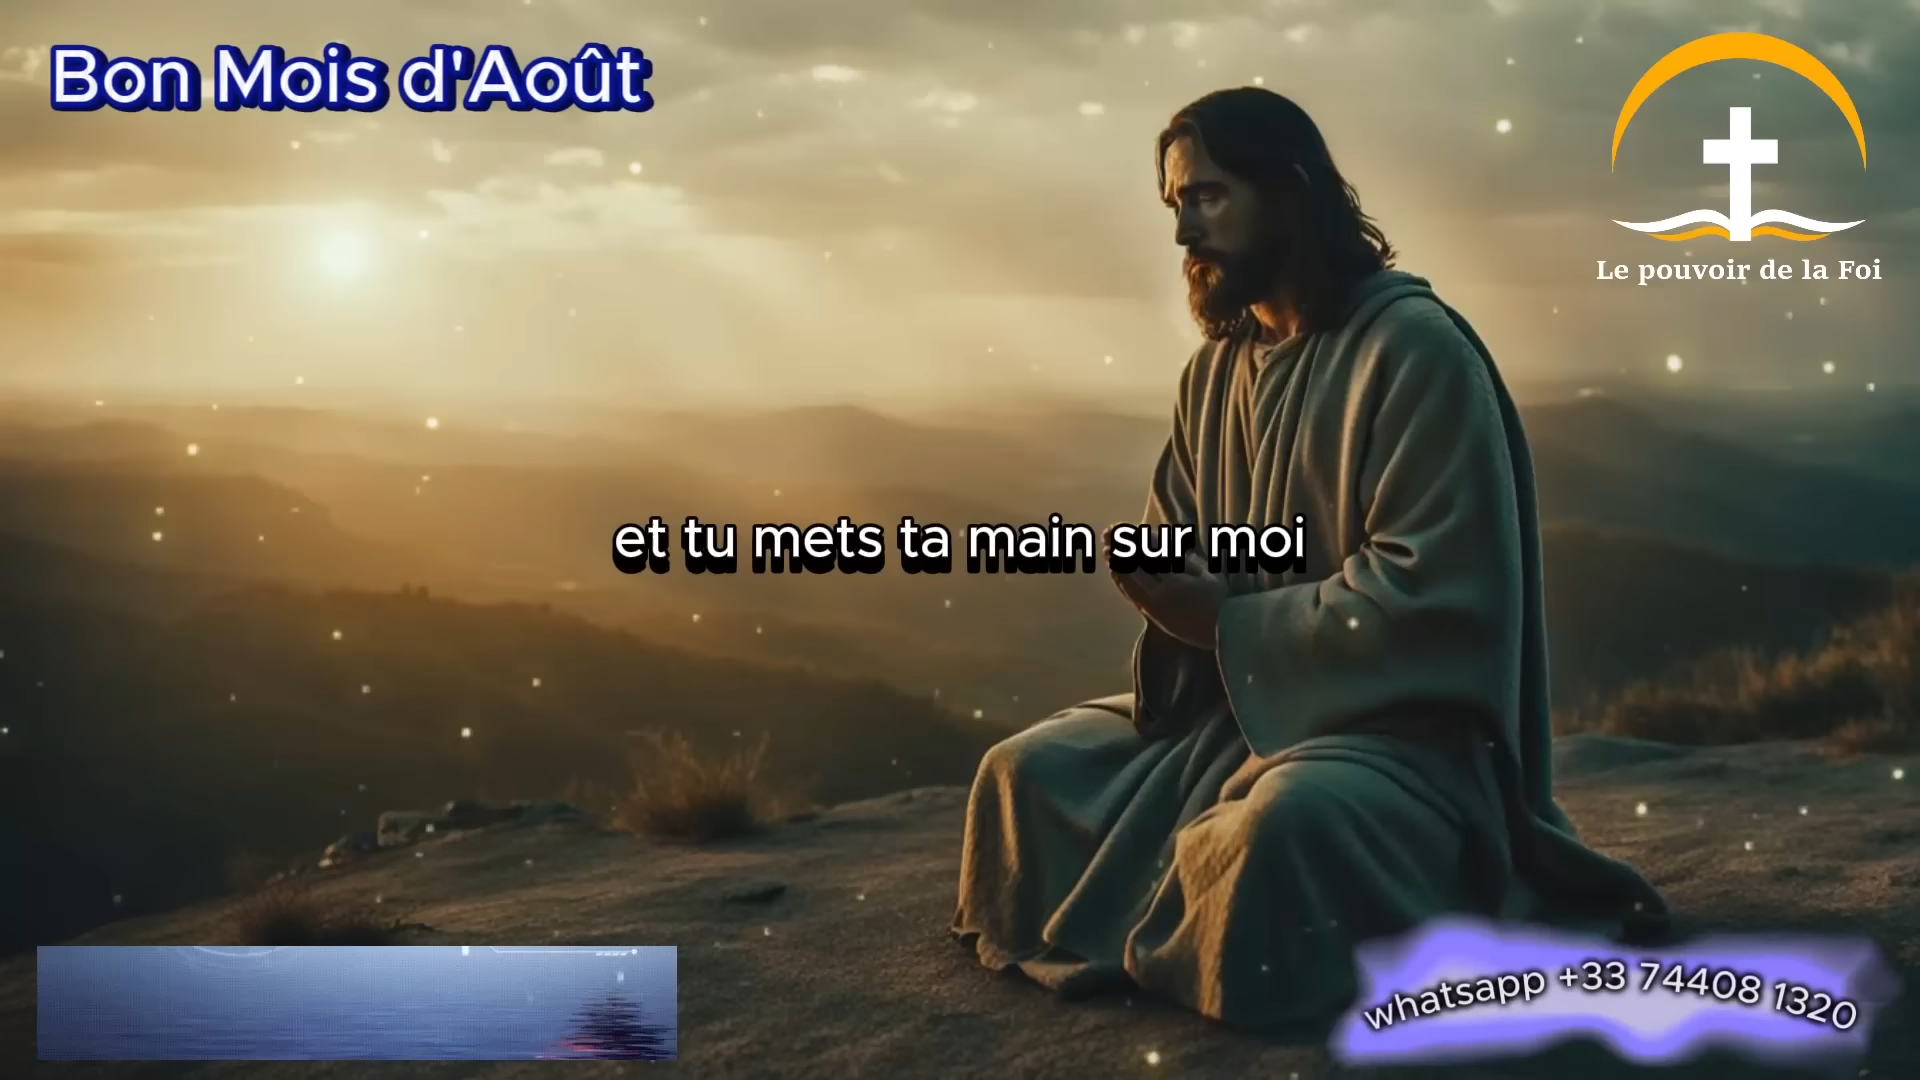 Bon Mois d'Août
Le pouvoir de la Foi
et tu mets ta main sur moi
whatsapp +33 74408 1320